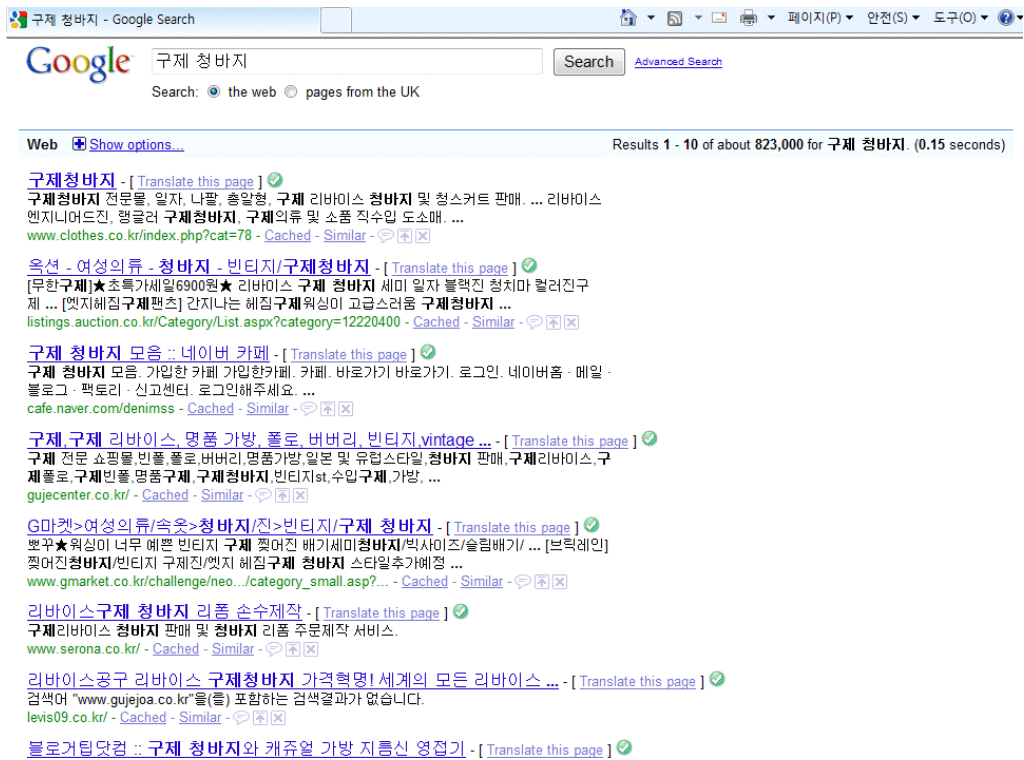 구제 청바지 - Google Search
페이지(P) 안전(S) 도구(O)
Google 구제 청바지 Search Advanced Search
Search: the web pages from the UK
Web Show options... Results 1 - 10 of about 823,000 for 구제 청바지. (0.15 seconds)
구제청바지 - [ Translate this page ]
구제청바지 전문몰, 일자, 나팔, 총알형, 구제 리바이스 청바지 및 청스커트 판매. ... 리바이스
엔지니어드진, 랭글러 구제청바지, 구제의류 및 소품 직수입 도소매. ...
www.clothes.co.kr/index.php?cat=78 - Cached - Similar -
옥션 - 여성의류 - 청바지 - 빈티지/구제청바지 - [ Translate this page ]
[무한구제]★초특가세일6900원★ 리바이스 구제 청바지 세미 일자 블랙진 청치마 컬러진구
제 ... [엣지헤짐구제팬츠] 간지나는 헤짐구제워싱이 고급스러움 구제청바지 ...
listings.auction.co.kr/Category/List.aspx?category=12220400 - Cached - Similar -
구제 청바지 모음 :: 네이버 카페 - [ Translate this page ]
구제 청바지 모음. 가입한 카페 가입한카페. 카페. 바로가기 바로가기. 로그인. 네이버홈 · 메일 ·
블로그 · 팩토리 · 신고센터. 로그인해주세요. ...
cafe.naver.com/denimss - Cached - Similar -
구제,구제 리바이스, 명품 가방, 폴로, 버버리, 빈티지,vintage ... - [ Translate this page ]
구제 전문 쇼핑몰,빈폴,폴로,버버리,명품가방,일본 및 유럽스타일,청바지 판매,구제리바이스,구
제폴로,구제빈폴,명품구제,구제청바지,빈티지st,수입구제,가방, ...
gujecenter.co.kr/ - Cached - Similar -
G마켓>여성의류/속옷>청바지/진>빈티지/구제 청바지 - [ Translate this page ]
뽀꾸★워싱이 너무 예쁜 빈티지 구제 찢어진 배기세미청바지/빅사이즈/슬림배기/ ... [브릭레인]
찢어진청바지/빈티지 구제진/엣지 헤짐구제 청바지 스타일추가예정 ...
www.gmarket.co.kr/challenge/neo.../category_small.asp?... - Cached - Similar -
리바이스구제 청바지 리폼 손수제작 - [ Translate this page ]
구제리바이스 청바지 판매 및 청바지 리폼 주문제작 서비스.
www.serona.co.kr/ - Cached - Similar -
리바이스공구 리바이스 구제청바지 가격혁명! 세계의 모든 리바이스 ... - [ Translate this page ]
검색어 "www.gujejoa.co.kr"을(를) 포함하는 검색결과가 없습니다.
levis09.co.kr/ - Cached - Similar -
블로거팁닷컴 :: 구제 청바지와 캐쥬얼 가방 지름신 영접기 - [ Translate this page ]